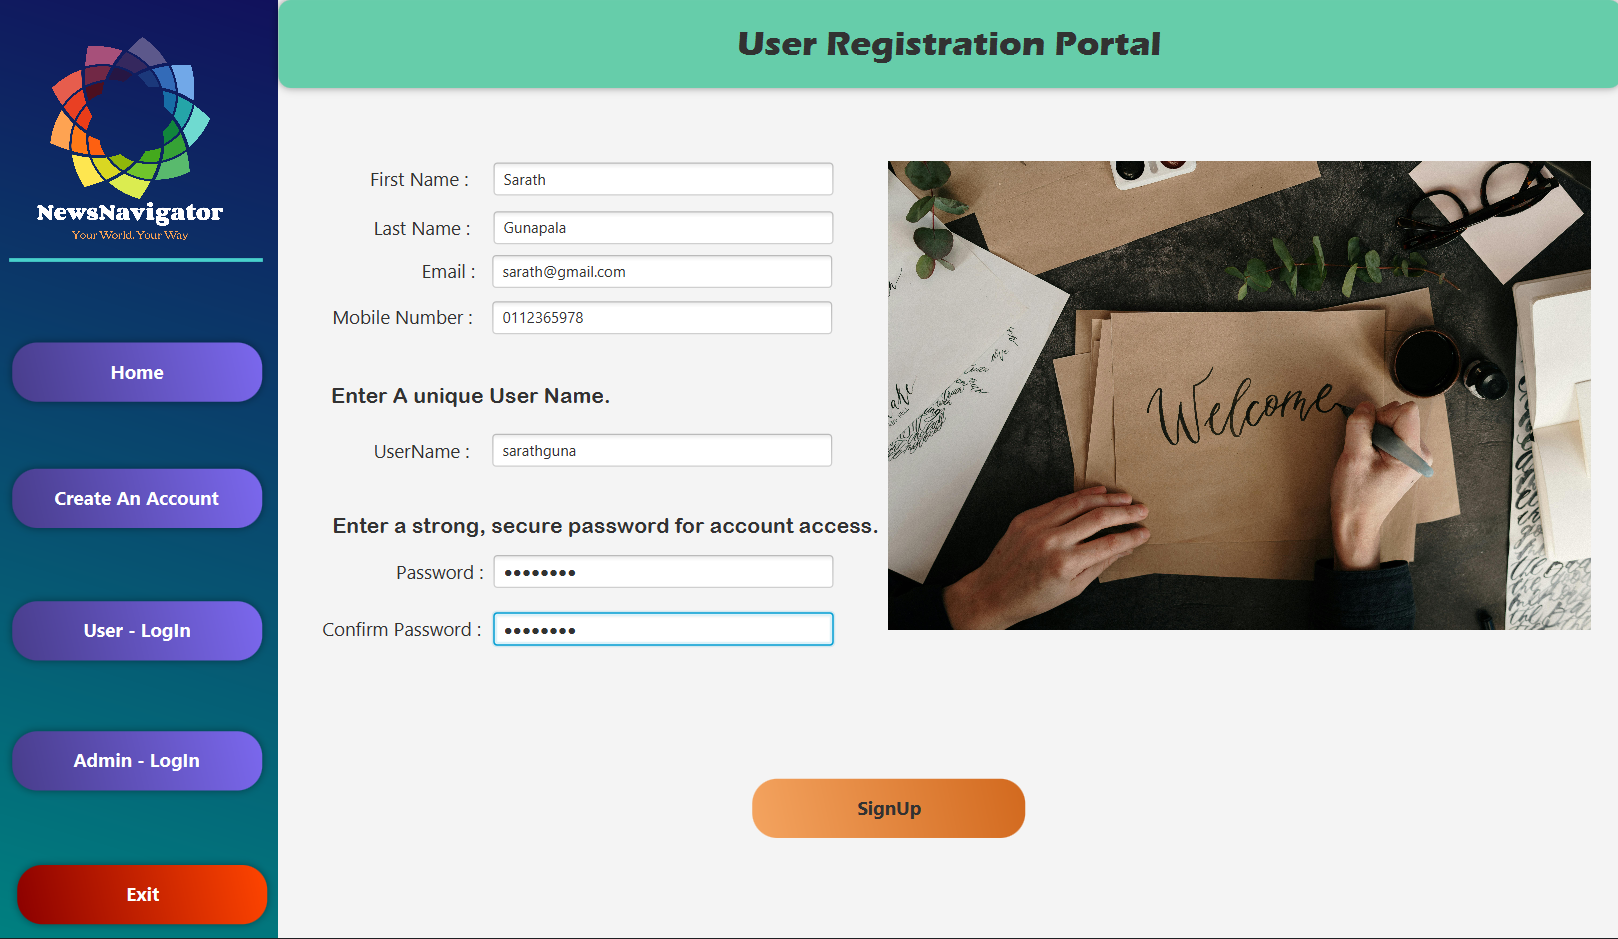 NewsNavigator
Your World, Your Way
Home
Create An Account
User - LogIn
Admin - LogIn
Exit
User Registration Portal
First Name : Sarath
Last Name : Gunapala
Email : sarath@gmail.com
Mobile Number : 0112365978
Enter A unique User Name.
UserName : sarathguna
Enter a strong, secure password for account access.
Password : ••••••••
Confirm Password : ••••••••
Welcome
SignUp